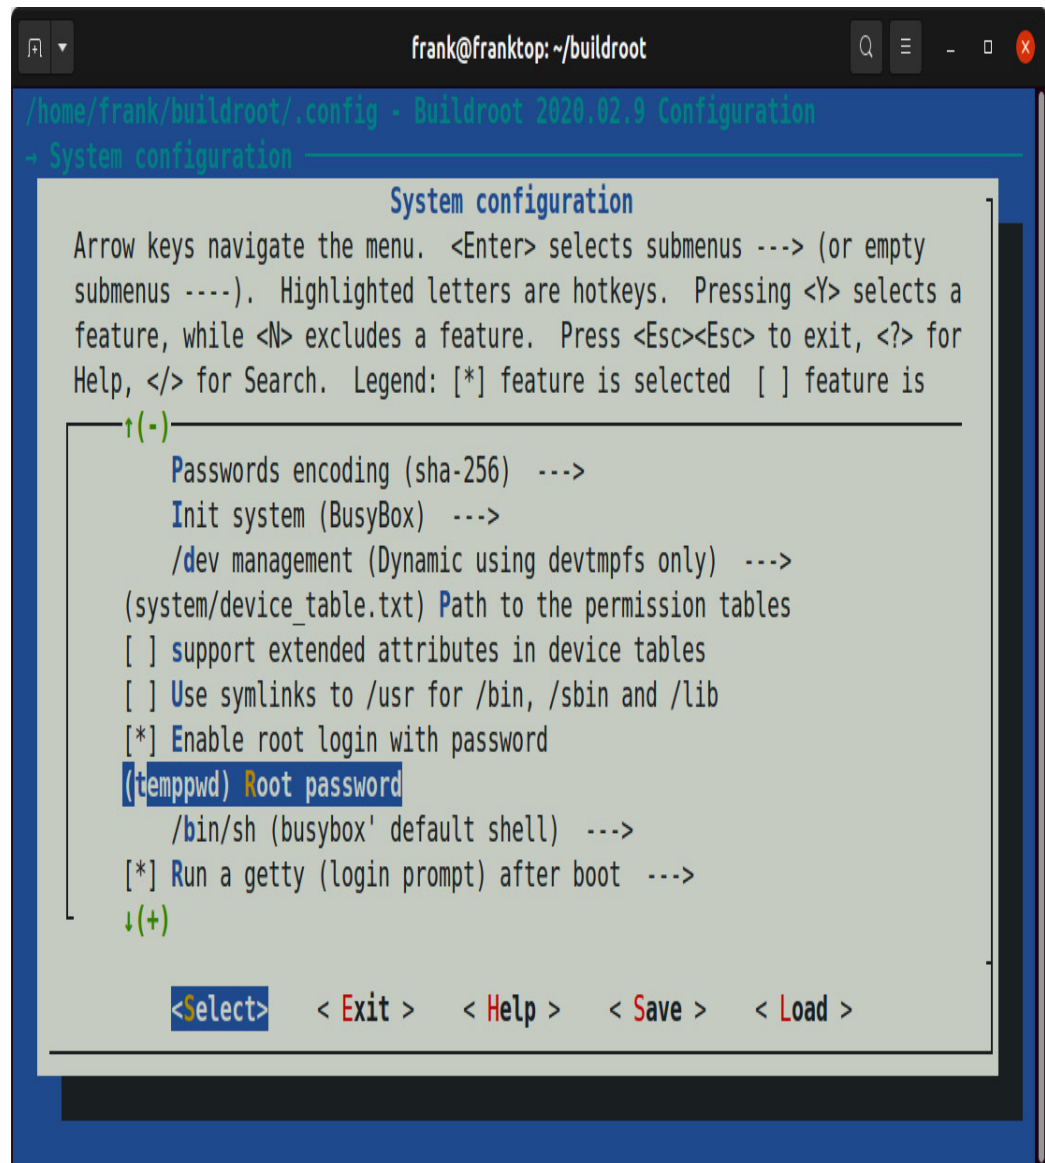 frank@franktop: ~/buildroot
/home/frank/buildroot/.config - Buildroot 2020.02.9 Configuration
→ System configuration
System configuration
Arrow keys navigate the menu.  <Enter> selects submenus ---> (or empty
submenus ----).  Highlighted letters are hotkeys.  Pressing <Y> selects a
feature, while <N> excludes a feature.  Press <Esc><Esc> to exit, <?> for
Help, </> for Search.  Legend: [*] feature is selected  [ ] feature is
↑(-)
Passwords encoding (sha-256)  --->
Init system (BusyBox)  --->
/dev management (Dynamic using devtmpfs only)  --->
(system/device_table.txt) Path to the permission tables
[ ] support extended attributes in device tables
[ ] Use symlinks to /usr for /bin, /sbin and /lib
[*] Enable root login with password
(temppwd) Root password
/bin/sh (busybox' default shell)  --->
[*] Run a getty (login prompt) after boot  --->
↓(+)
<Select>    < Exit >    < Help >    < Save >    < Load >